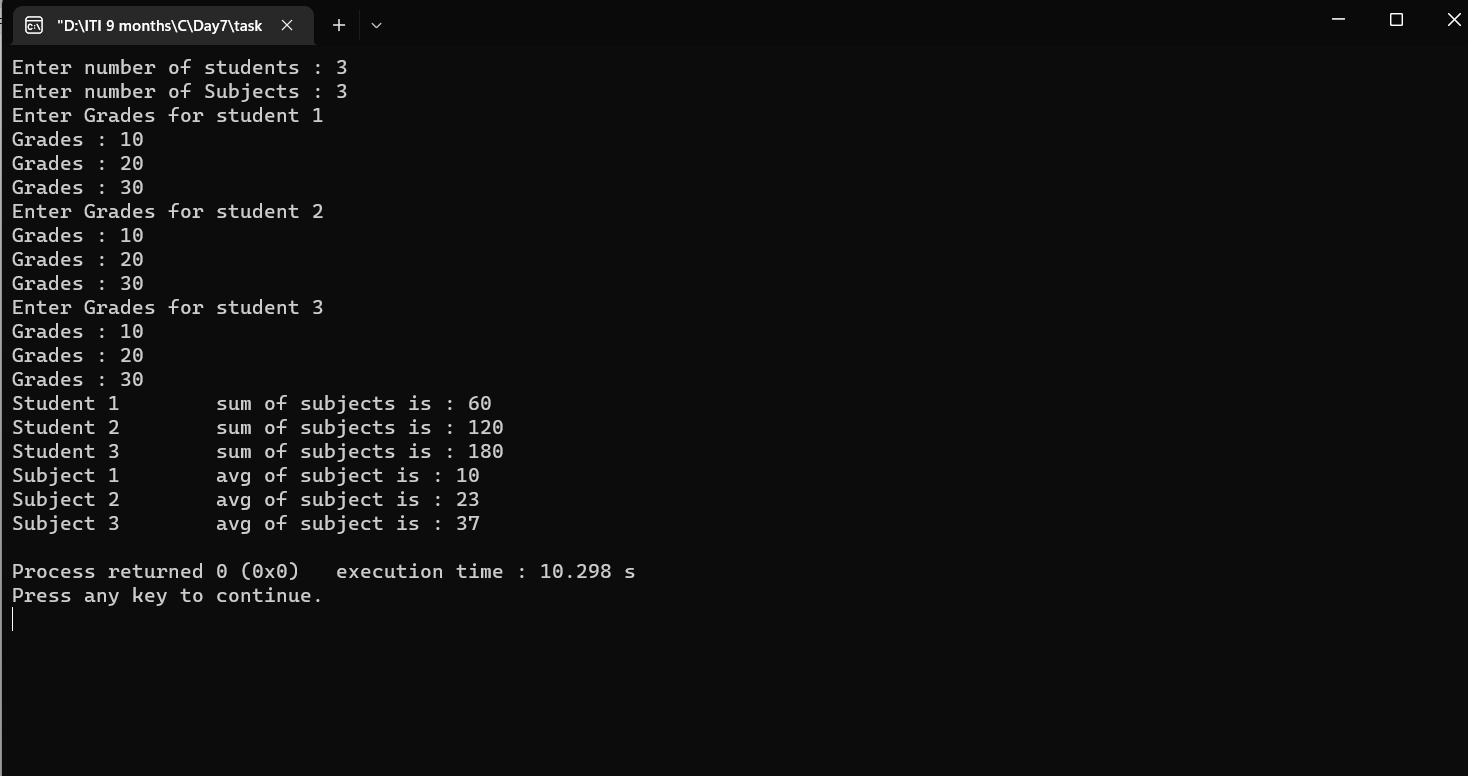 "D:\ITI 9 months\C\Day7\task
Enter number of students : 3
Enter number of Subjects : 3
Enter Grades for student 1
Grades : 10
Grades : 20
Grades : 30
Enter Grades for student 2
Grades : 10
Grades : 20
Grades : 30
Enter Grades for student 3
Grades : 10
Grades : 20
Grades : 30
Student 1        sum of subjects is : 60
Student 2        sum of subjects is : 120
Student 3        sum of subjects is : 180
Subject 1        avg of subject is : 10
Subject 2        avg of subject is : 23
Subject 3        avg of subject is : 37
Process returned 0 (0x0)   execution time : 10.298 s
Press any key to continue.